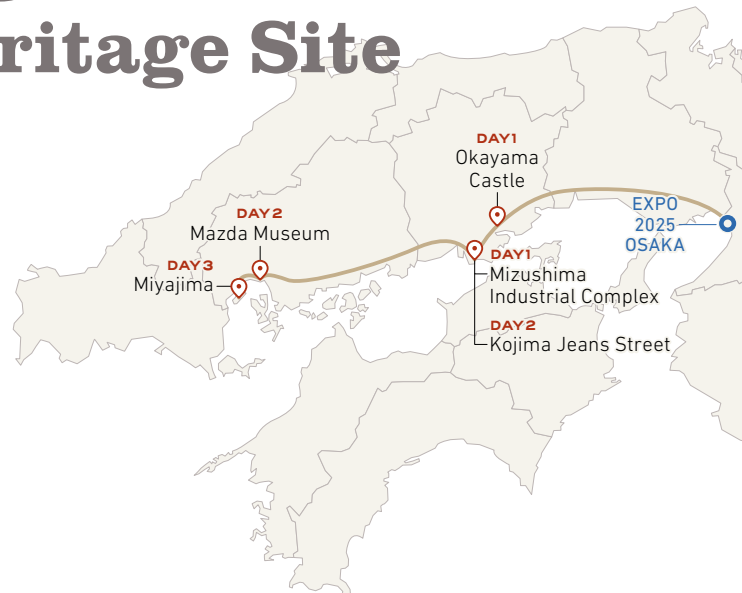 ritage Site
DAY1
Okayama
Castle
EXPO
2025
OSAKA
DAY2
Mazda Museum
DAY3
Miyajima
DAY1
Mizushima
Industrial Complex
DAY2
Kojima Jeans Street